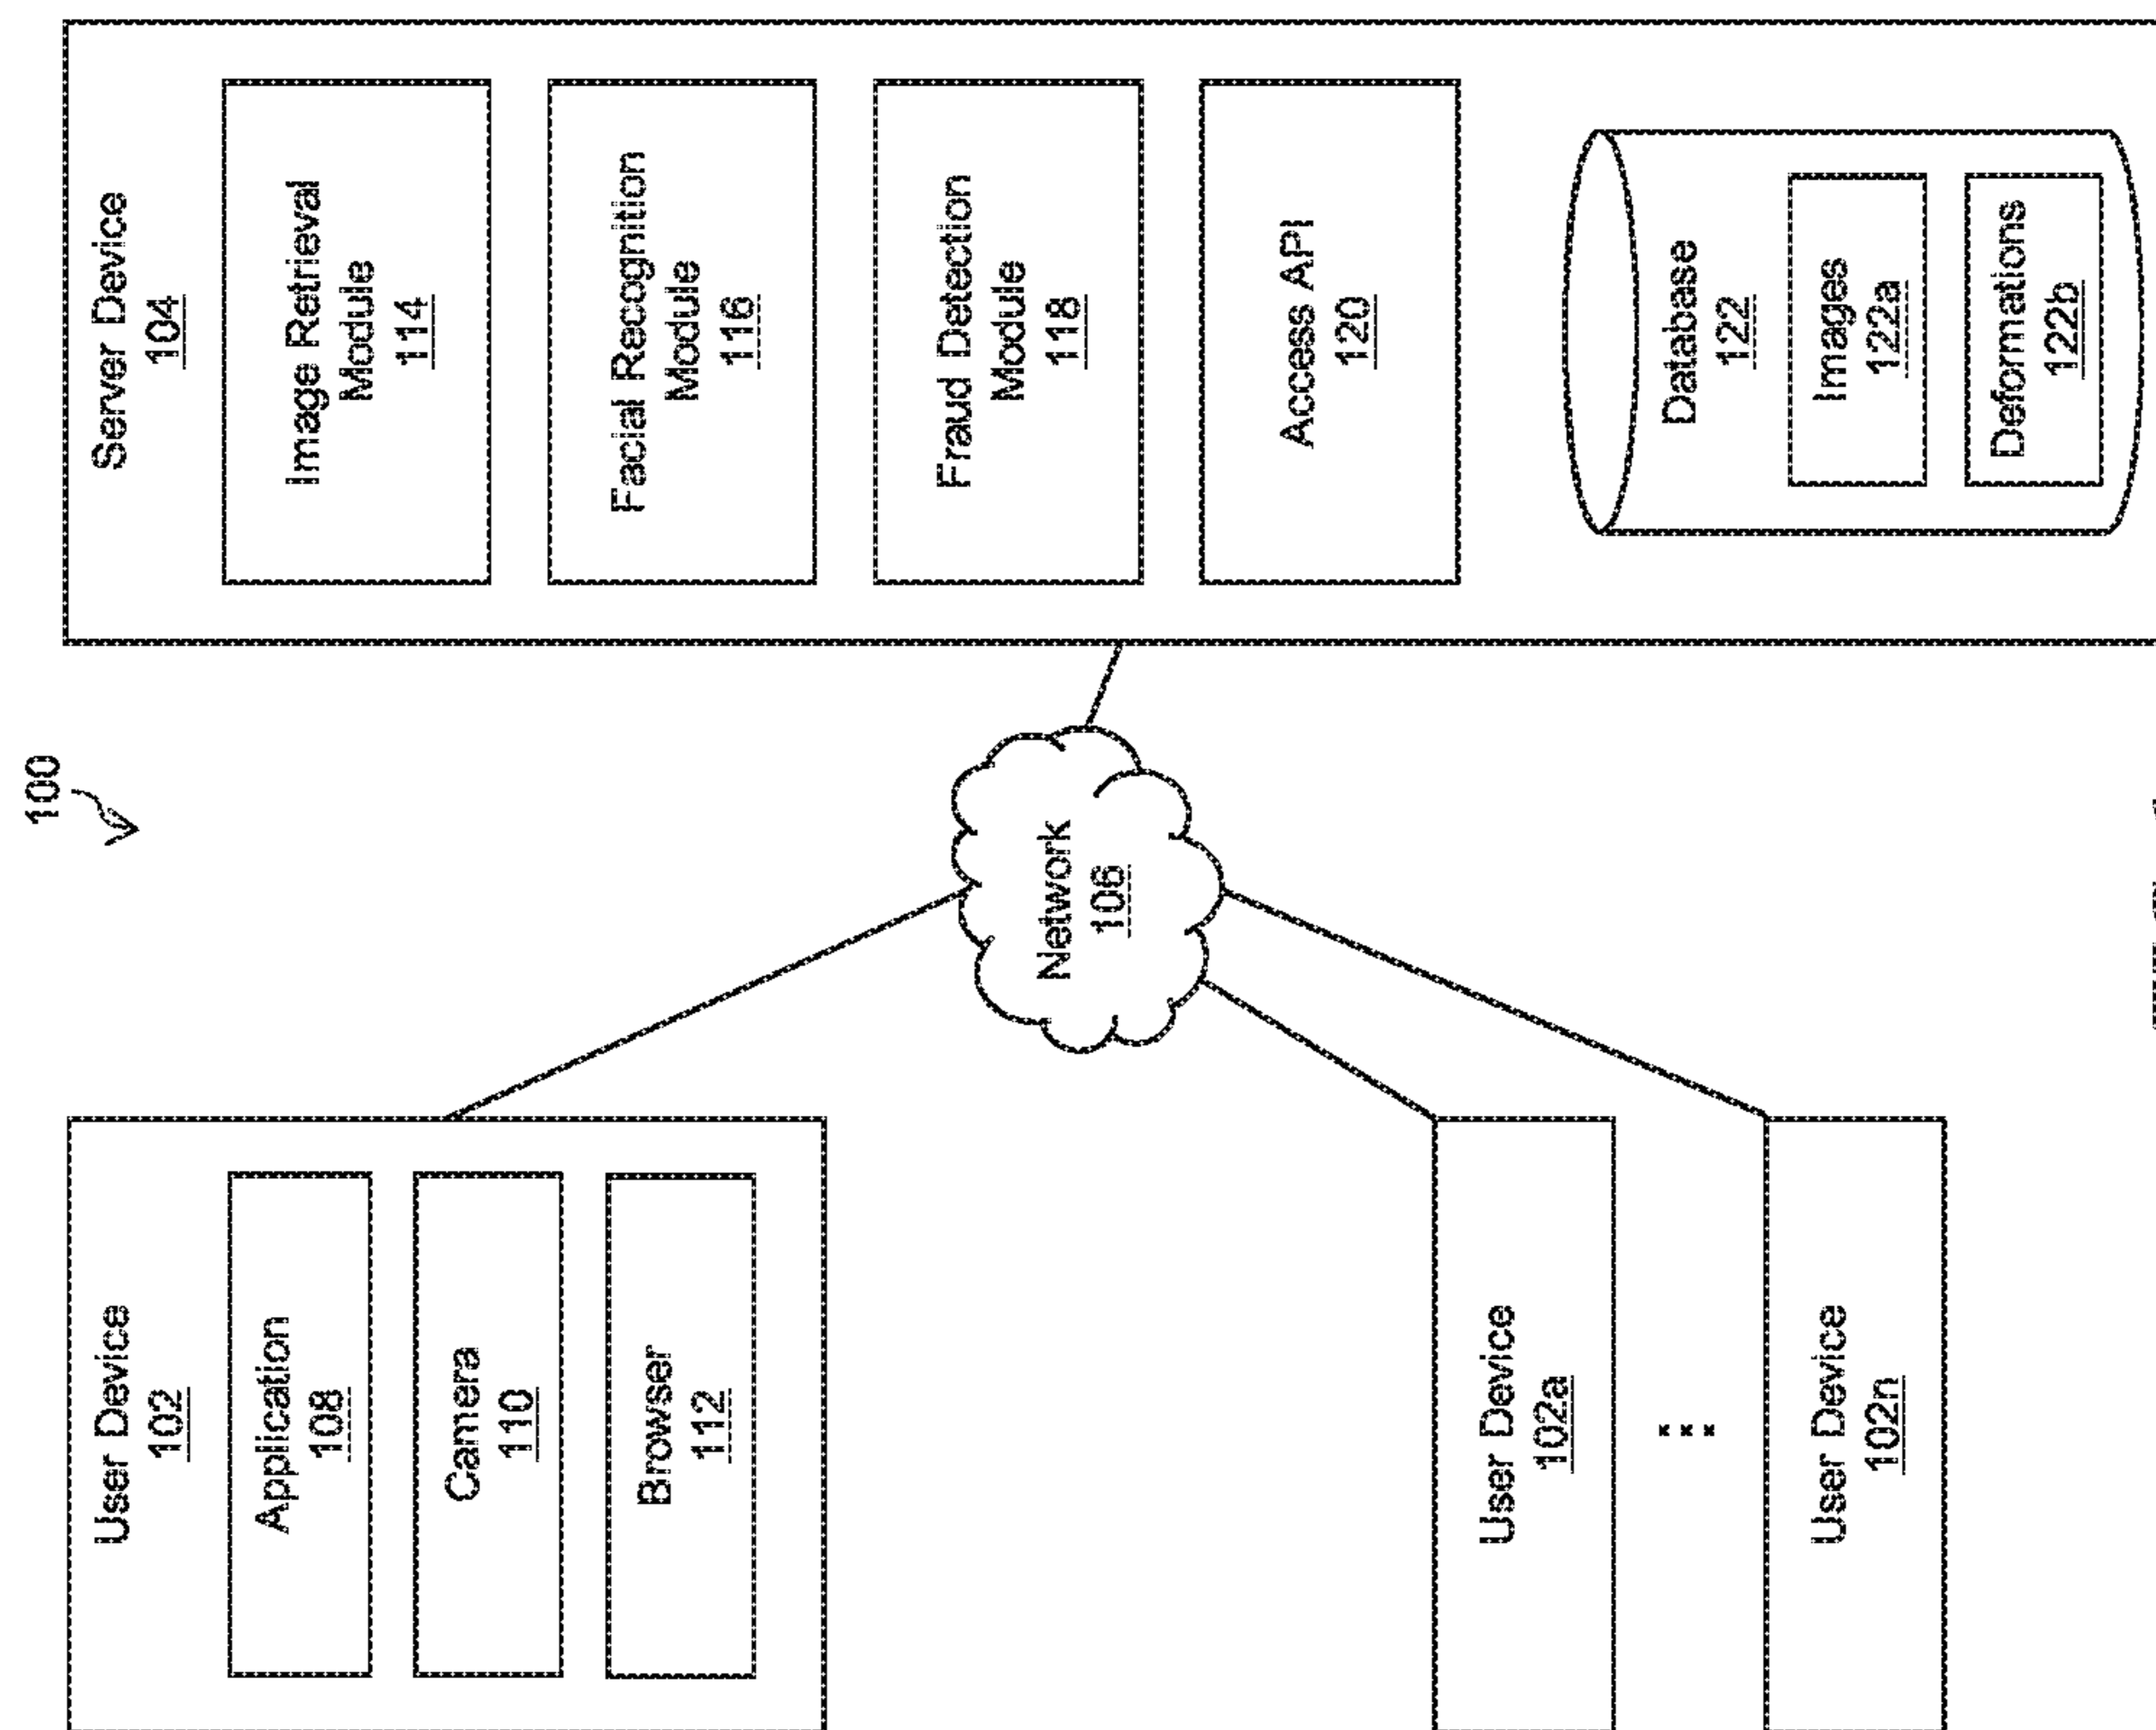 100
User Device
102
Application
108
Camera
110
Browser
112
User Device
102a
...
User Device
102n
Network
106
Server Device
104
Image Retrieval
Module
114
Facial Recognition
Module
116
Fraud Detection
Module
118
Access API
120
Database
122
Images
122a
Deformations
122b